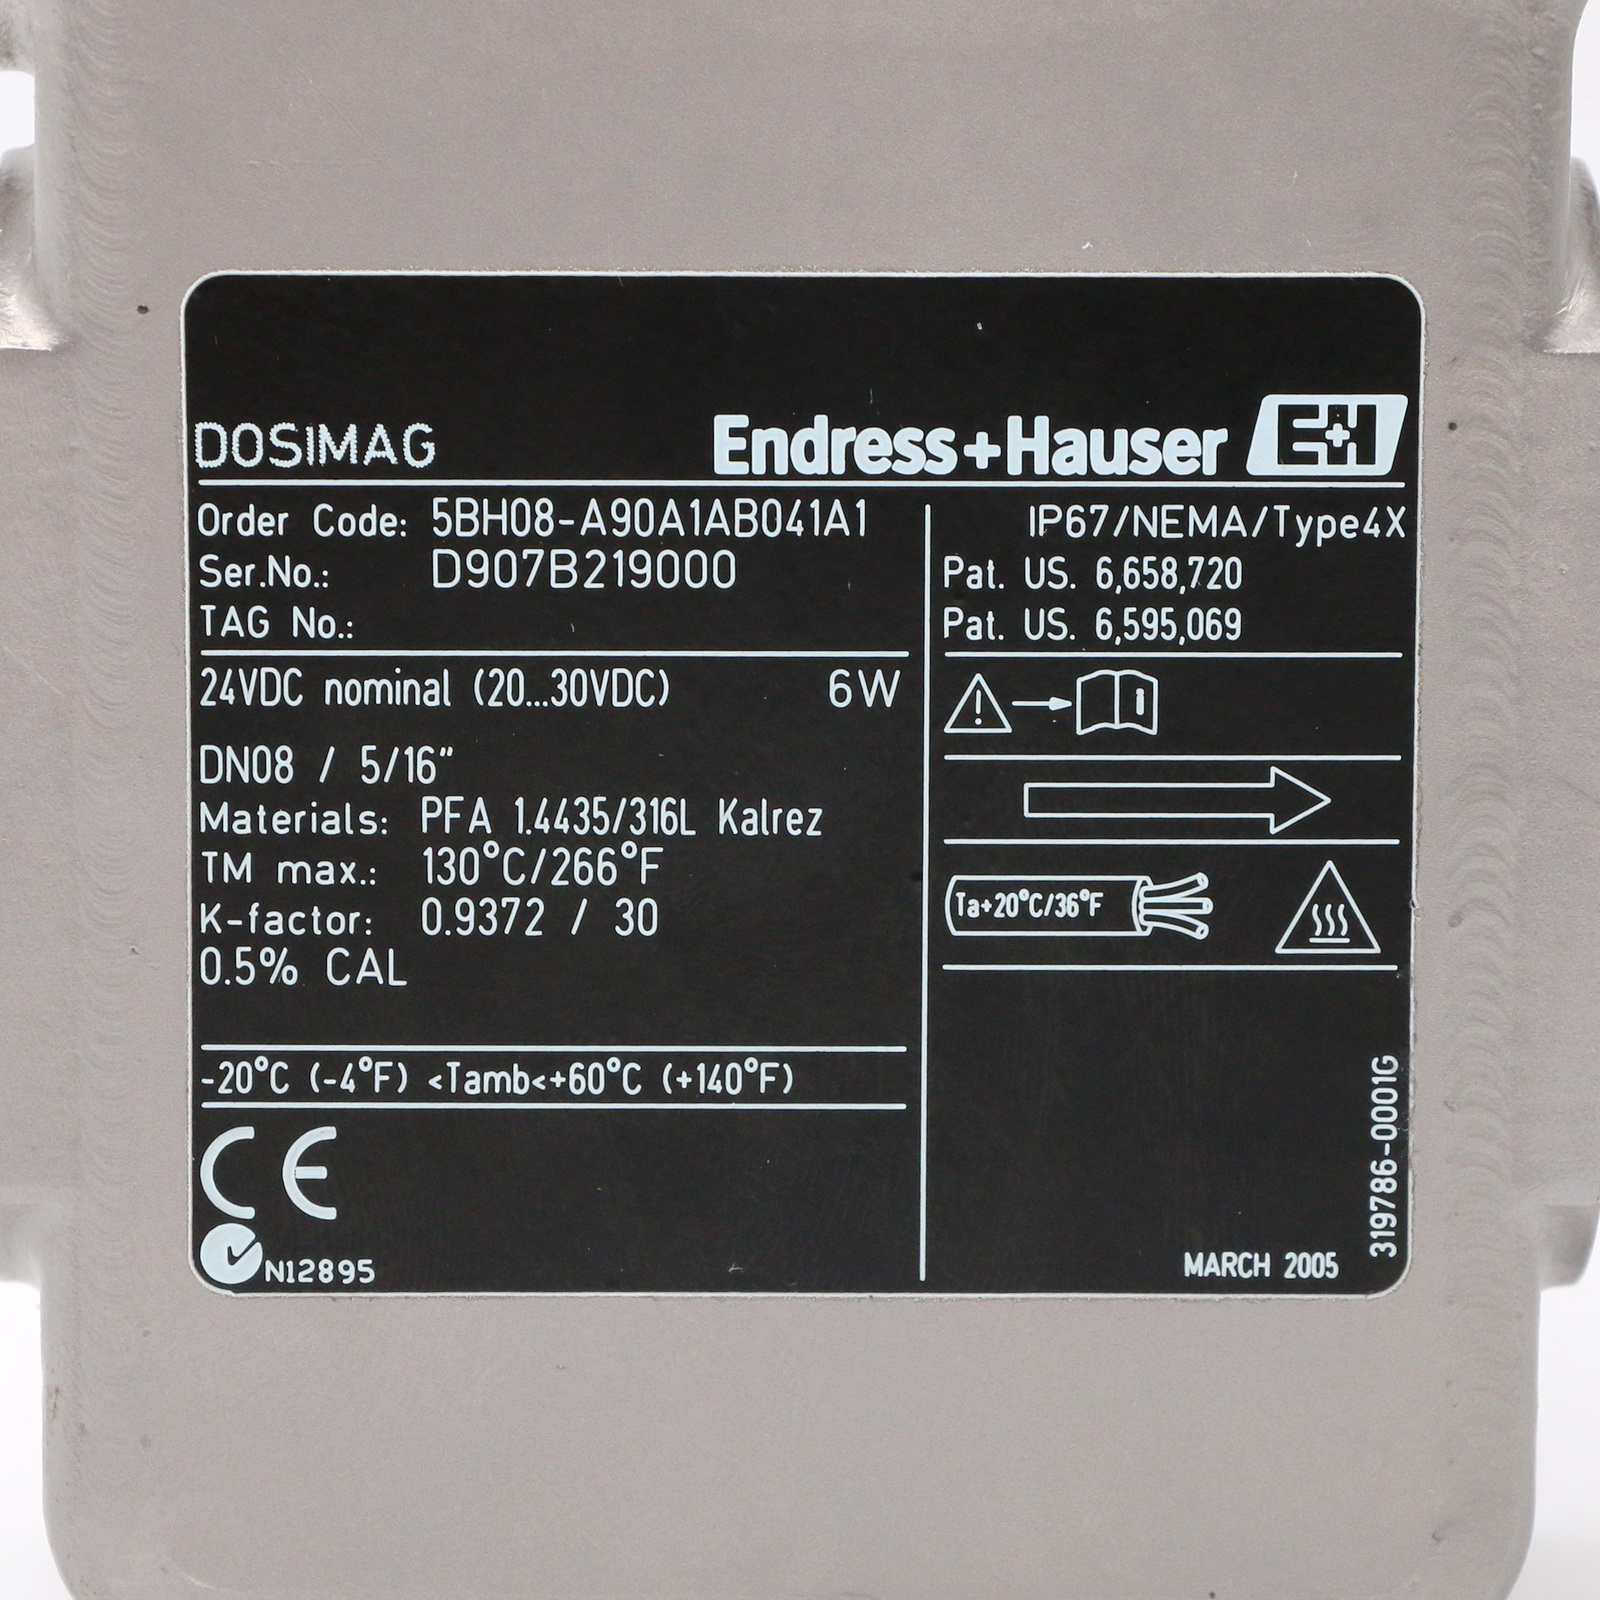 DOSIMAG
Endress+Hauser E+H
Order Code: 5BH08-A90A1AB041A1
Ser.No.: D907B219000
TAG No.:
24VDC nominal (20...30VDC) 6W
DN08 / 5/16"
Materials: PFA 1.4435/316L Kalrez
TM max.: 130°C/266°F
K-factor: 0.9372 / 30
0.5% CAL
-20°C (-4°F) <Tamb<+60°C (+140°F)
CE
N12895
IP67/NEMA/Type4X
Pat. US. 6,658,720
Pat. US. 6,595,069
i
Ta+20°C/36°F
MARCH 2005
319786-0001G